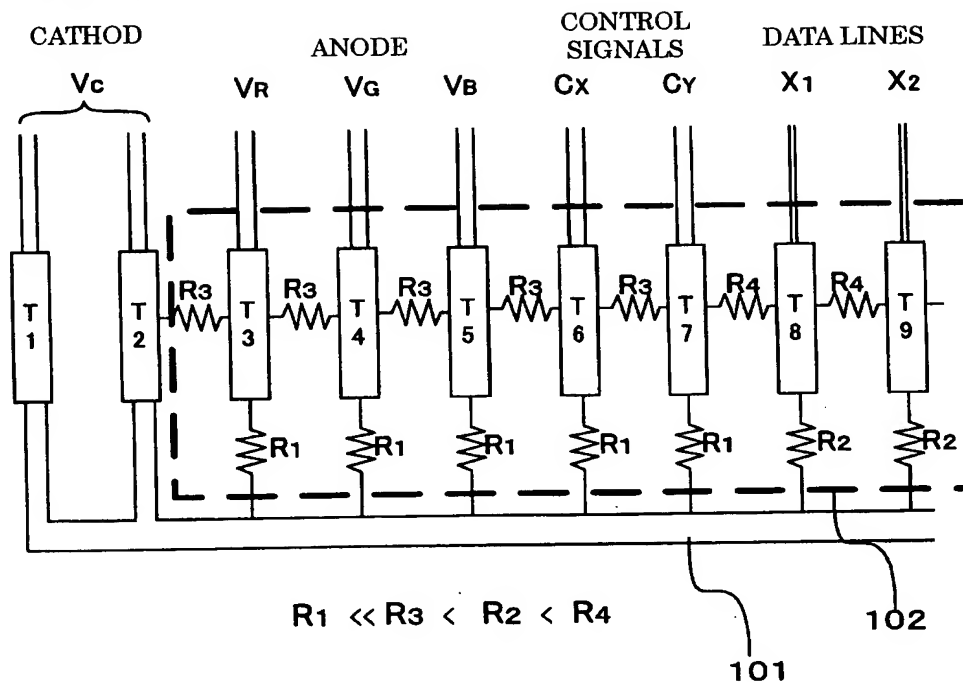 CATHOD
ANODE
CONTROL
SIGNALS
DATA LINES
VC VR VG VB CX CY X1 X2
R3 R3 R3 R3 R3 R4 R4
T T T T T T T T T
1 2 3 4 5 6 7 8 9
R1 R1 R1 R1 R1 R2 R2
R1 << R3 < R2 < R4
102
101